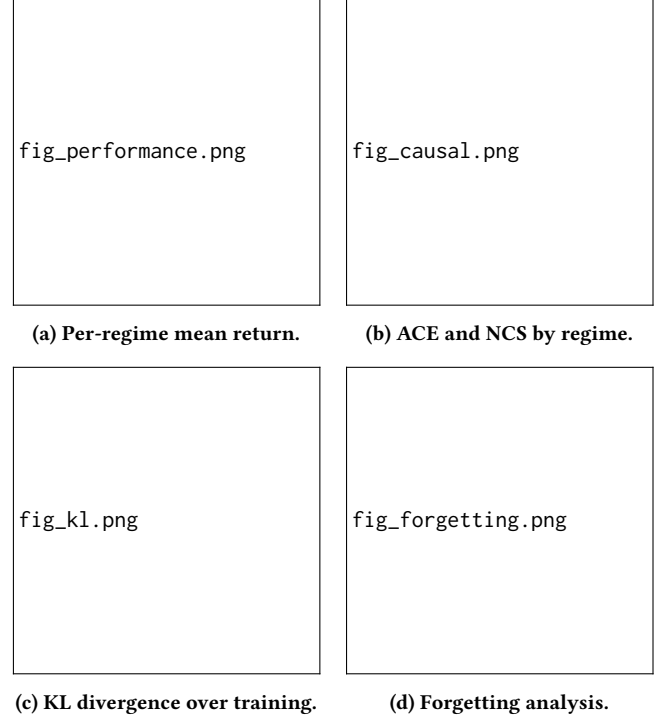 fig_performance.png
fig_causal.png
(a) Per-regime mean return.
(b) ACE and NCS by regime.
fig_kl.png
fig_forgetting.png
(c) KL divergence over training.
(d) Forgetting analysis.